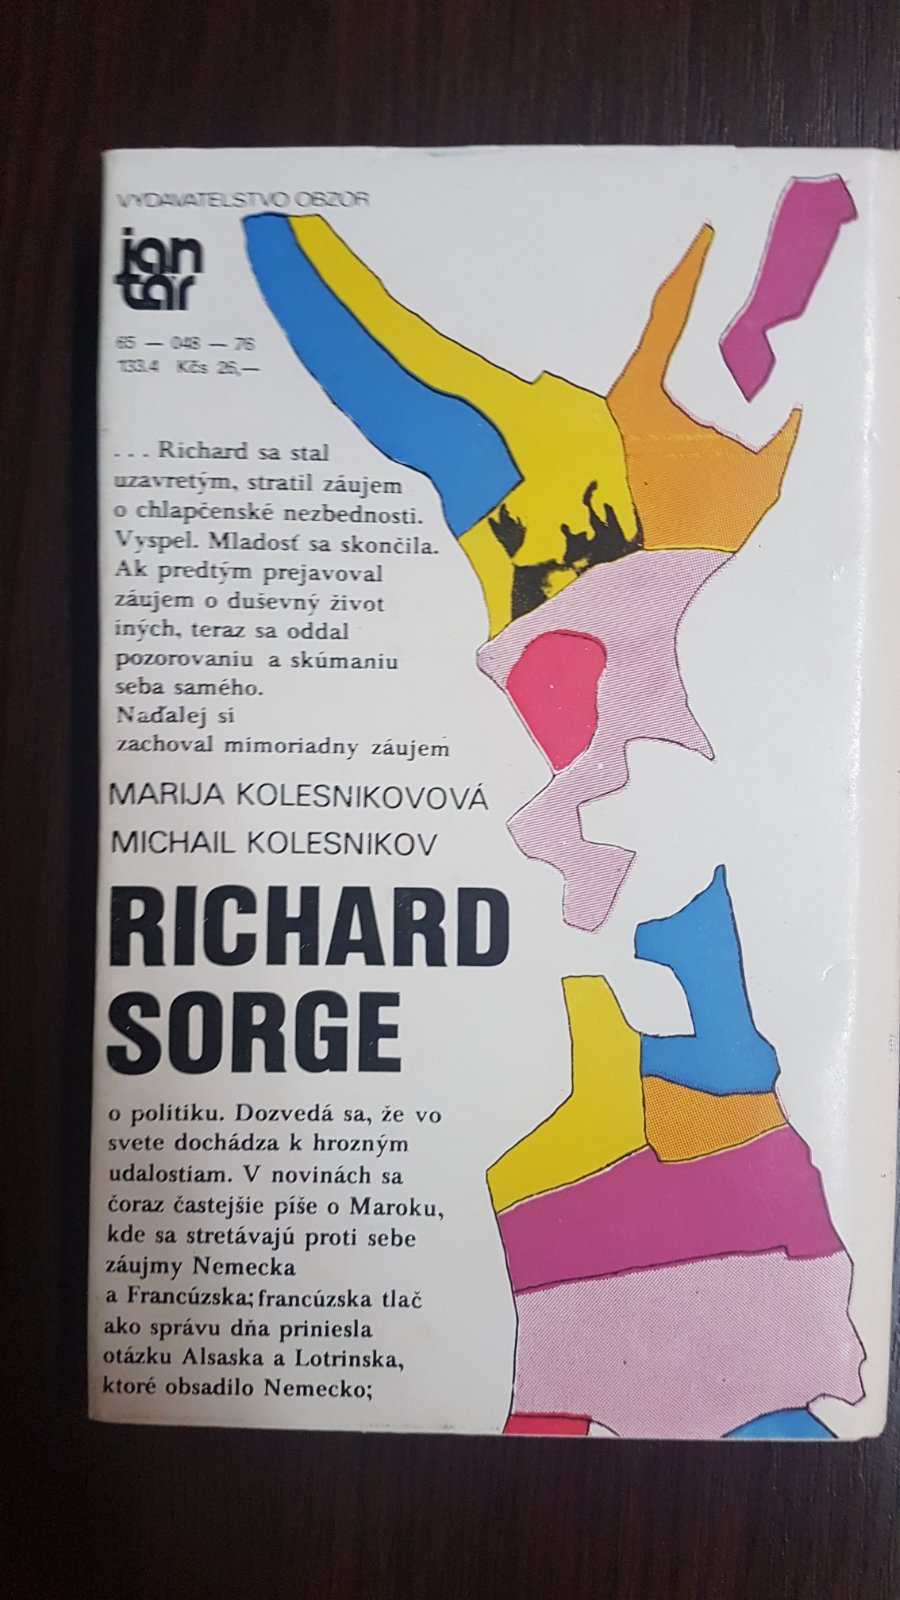 VYDAVATELSTVO OBZOR
jan
tár
65 — 048 — 76
133.4 Kčs 26,—
... Richard sa stal
uzavretým, stratil záujem
o chlapčenské nezbednosti.
Vyspel. Mladosť sa skončila.
Ak predtým prejavoval
záujem o duševný život
iných, teraz sa oddal
pozorovaniu a skúmaniu
seba samého.
Naďalej si
zachoval mimoriadny záujem
MARIJA KOLESNIKOVOVÁ
MICHAIL KOLESNIKOV
RICHARD
SORGE
o politiku. Dozvedá sa, že vo
svete dochádza k hrozným
udalostiam. V novinách sa
čoraz častejšie píše o Maroku,
kde sa stretávajú proti sebe
záujmy Nemecka
a Francúzska; francúzska tlač
ako správu dňa priniesla
otázku Alsaska a Lotrinska,
ktoré obsadilo Nemecko;